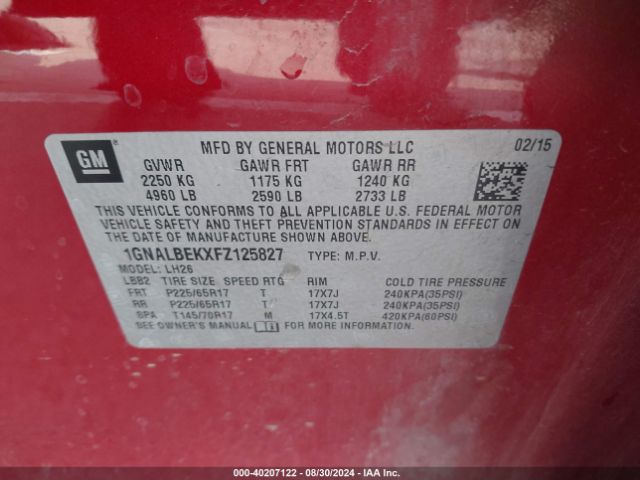 GM
MFD BY GENERAL MOTORS LLC 02/15
GVWR GAWR FRT GAWR RR
2250 KG 1175 KG 1240 KG
4960 LB 2590 LB 2733 LB
THIS VEHICLE CONFORMS TO ALL APPLICABLE U.S. FEDERAL MOTOR
VEHICLE SAFETY AND THEFT PREVENTION STANDARDS IN EFFECT ON
THE DATE OF MANUFACTURE SHOWN ABOVE.
1GNALBEKXFZ125827 TYPE: M.P.V.
MODEL: LH26
LBB2 TIRE SIZE SPEED RTG RIM COLD TIRE PRESSURE
FRT P225/65R17 T 17X7J 240KPA(35PSI)
RR P225/65R17 T 17X7J 240KPA(35PSI)
SPA T145/70R17 M 17X4.5T 420KPA(60PSI)
SEE OWNER'S MANUAL FOR ADDITIONAL INFORMATION.
000-40207122 - 08/30/2024 - IAA Inc.